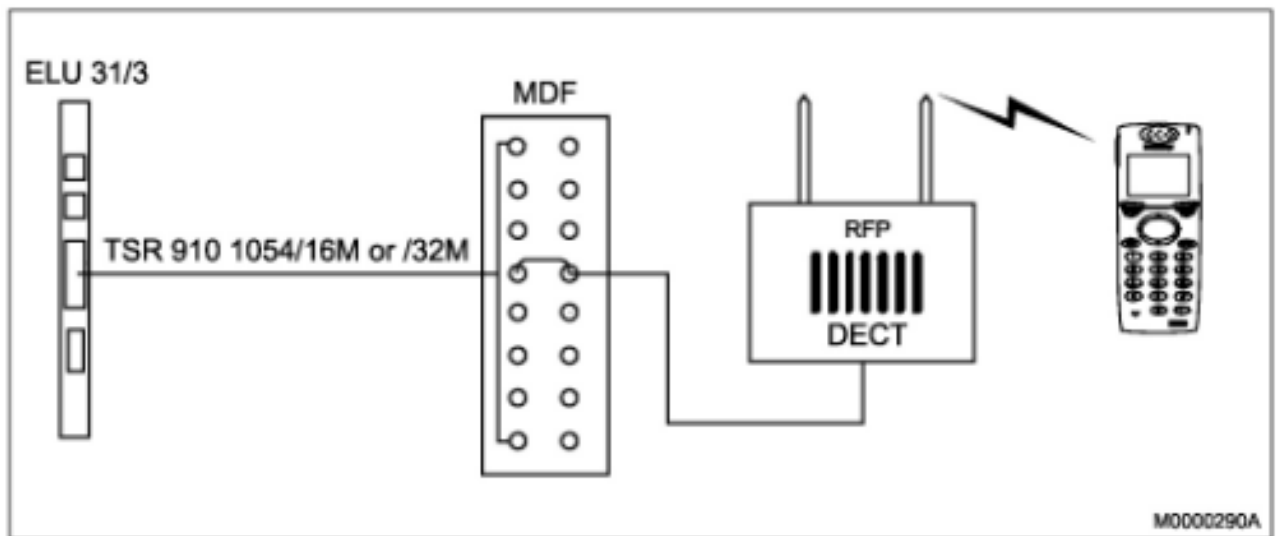 ELU 31/3
MDF
TSR 910 1054/16M or /32M
RFP
DECT
M0000290A